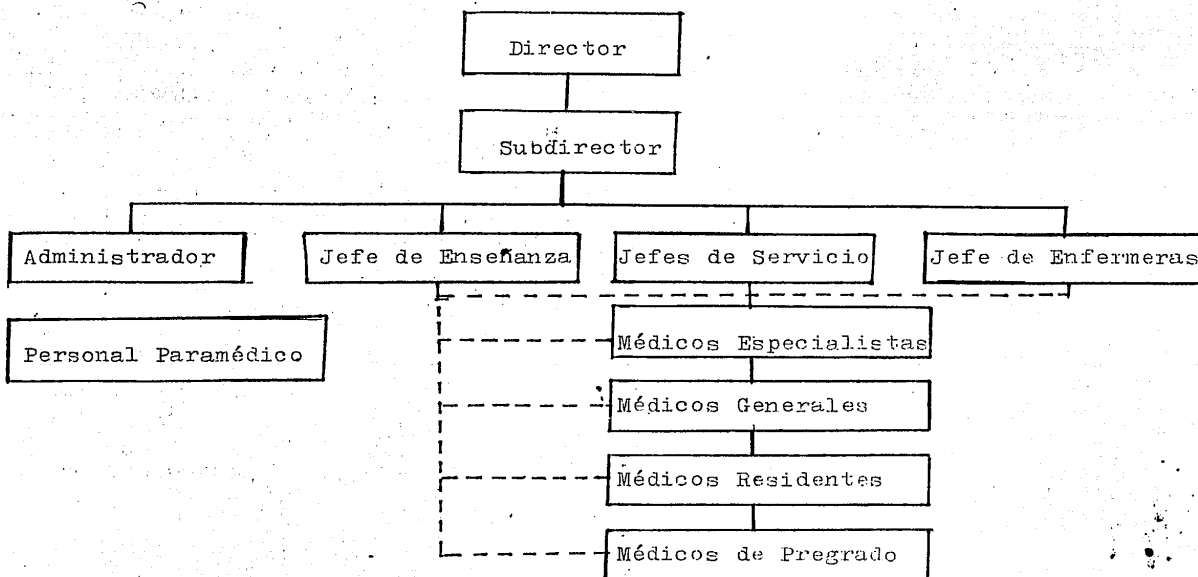 Director
Subdirector
Administrador
Jefe de Enseñanza
Jefes de Servicio
Jefe de Enfermeras
Personal Paramédico
Médicos Especialistas
Médicos Generales
Médicos Residentes
Médicos de Pregrado